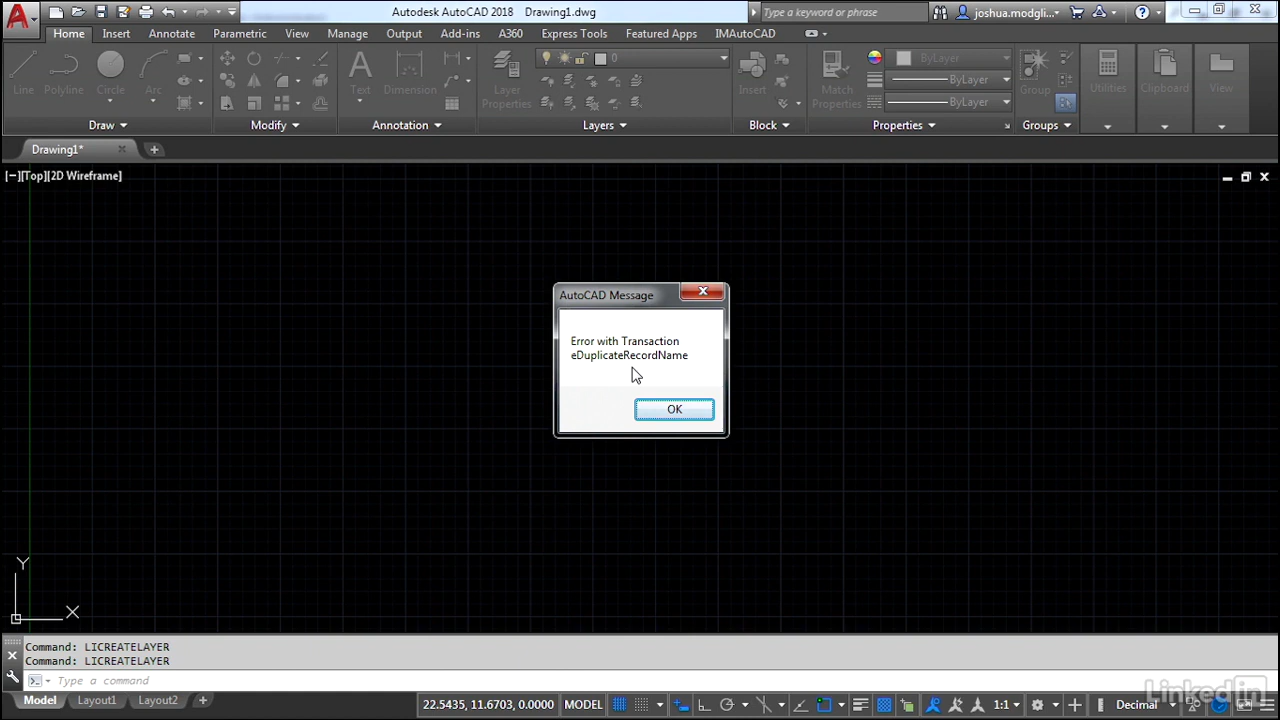 Autodesk AutoCAD 2018 Drawing1.dwg
Type a keyword or phrase
joshua.modgli...
Home Insert Annotate Parametric View Manage Output Add-ins A360 Express Tools Featured Apps IMAutoCAD
Line Polyline Circle Arc
Text Dimension
Layer Properties
0
Insert
Match Properties
ByLayer
ByLayer
ByLayer
Group
Utilities
Clipboard
View
Draw Modify Annotation Layers Block Properties Groups
Drawing1*
[−][Top][2D Wireframe]
AutoCAD Message
Error with Transaction
eDuplicateRecordName
OK
Y
X
Command: LICREATELAYER
Command: LICREATELAYER
Type a command
Model Layout1 Layout2
22.5435, 11.6703, 0.0000 MODEL
1:1
Decimal
Linked in